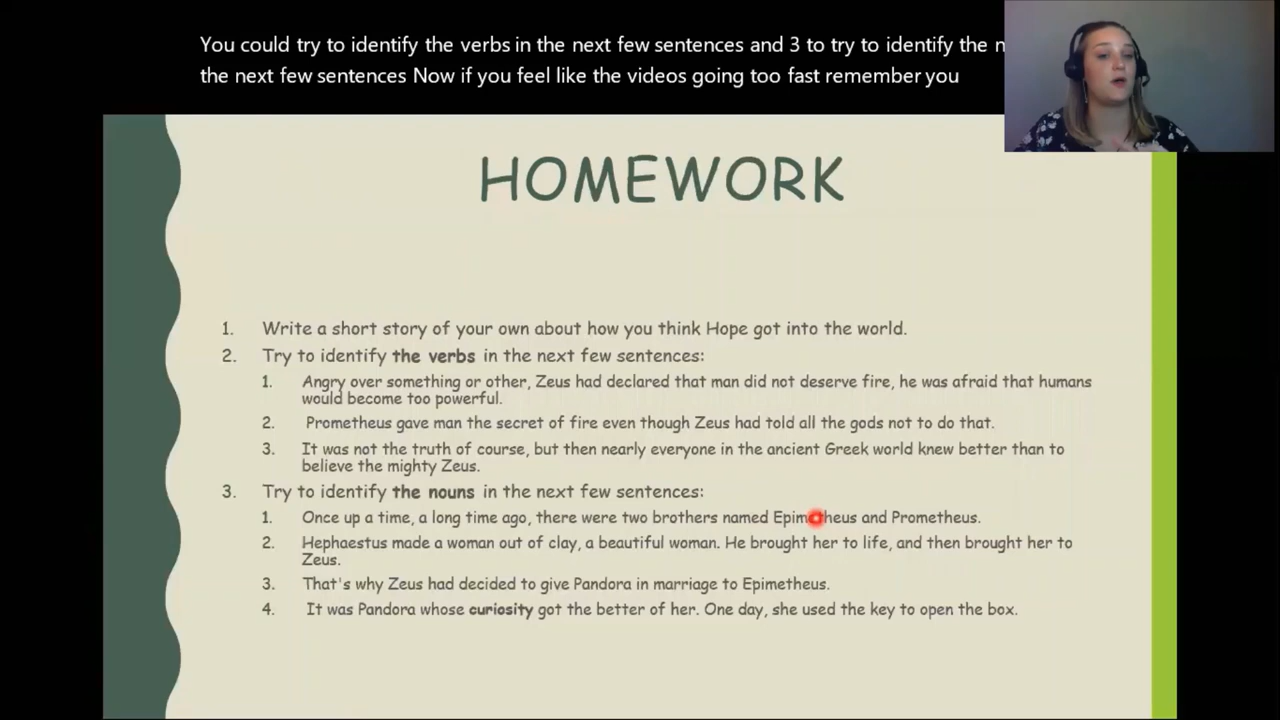 You could try to identify the verbs in the next few sentences and 3 to try to identify the
the next few sentences Now if you feel like the videos going too fast remember you
HOMEWORK
1. Write a short story of your own about how you think Hope got into the world.
2. Try to identify the verbs in the next few sentences:
1. Angry over something or other, Zeus had declared that man did not deserve fire, he was afraid that humans
would become too powerful.
2. Prometheus gave man the secret of fire even though Zeus had told all the gods not to do that.
3. It was not the truth of course, but then nearly everyone in the ancient Greek world knew better than to
believe the mighty Zeus.
3. Try to identify the nouns in the next few sentences:
1. Once up a time, a long time ago, there were two brothers named Epimetheus and Prometheus.
2. Hephaestus made a woman out of clay, a beautiful woman. He brought her to life, and then brought her to
Zeus.
3. That's why Zeus had decided to give Pandora in marriage to Epimetheus.
4. It was Pandora whose curiosity got the better of her. One day, she used the key to open the box.